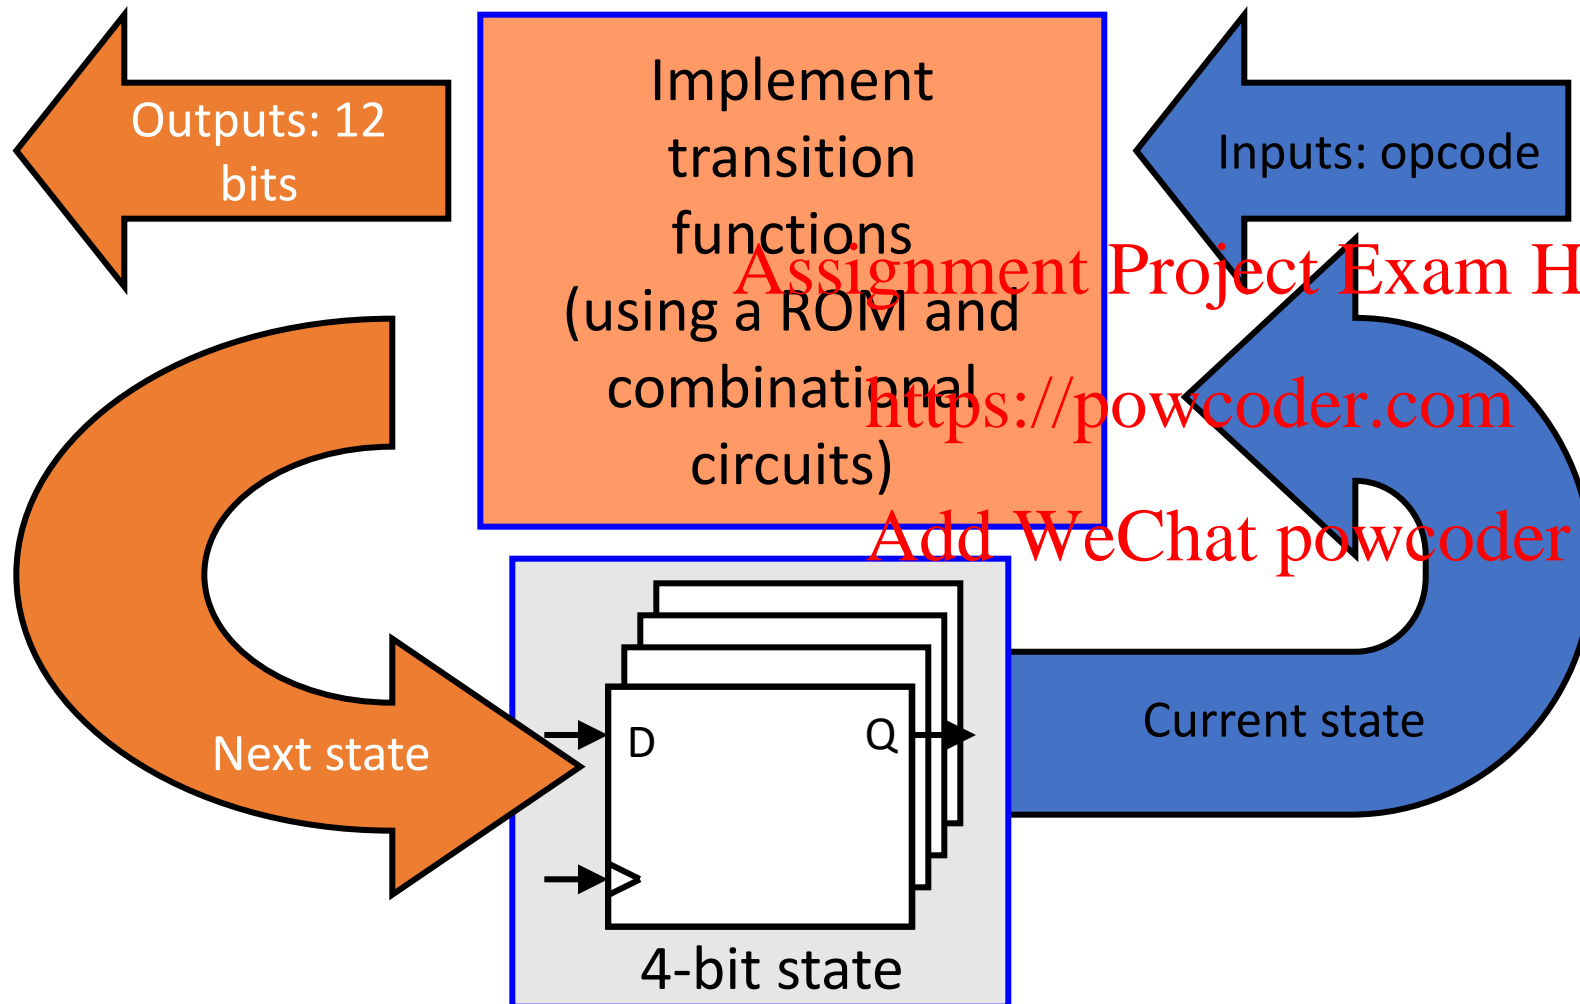 Outputs: 12
bits
Implement
transition
functions
(using a ROM and
combinational
circuits)
Inputs: opcode
Assignment Project Exam H
https://powcoder.com
Add WeChat powcoder
Next state
D
Q
Current state
4-bit state